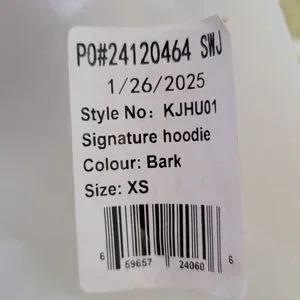 PO#24120464 SWJ
1/26/2025
Style No: KJHU01
Signature hoodie
Colour: Bark
Size: XS
6 59657 24060 6